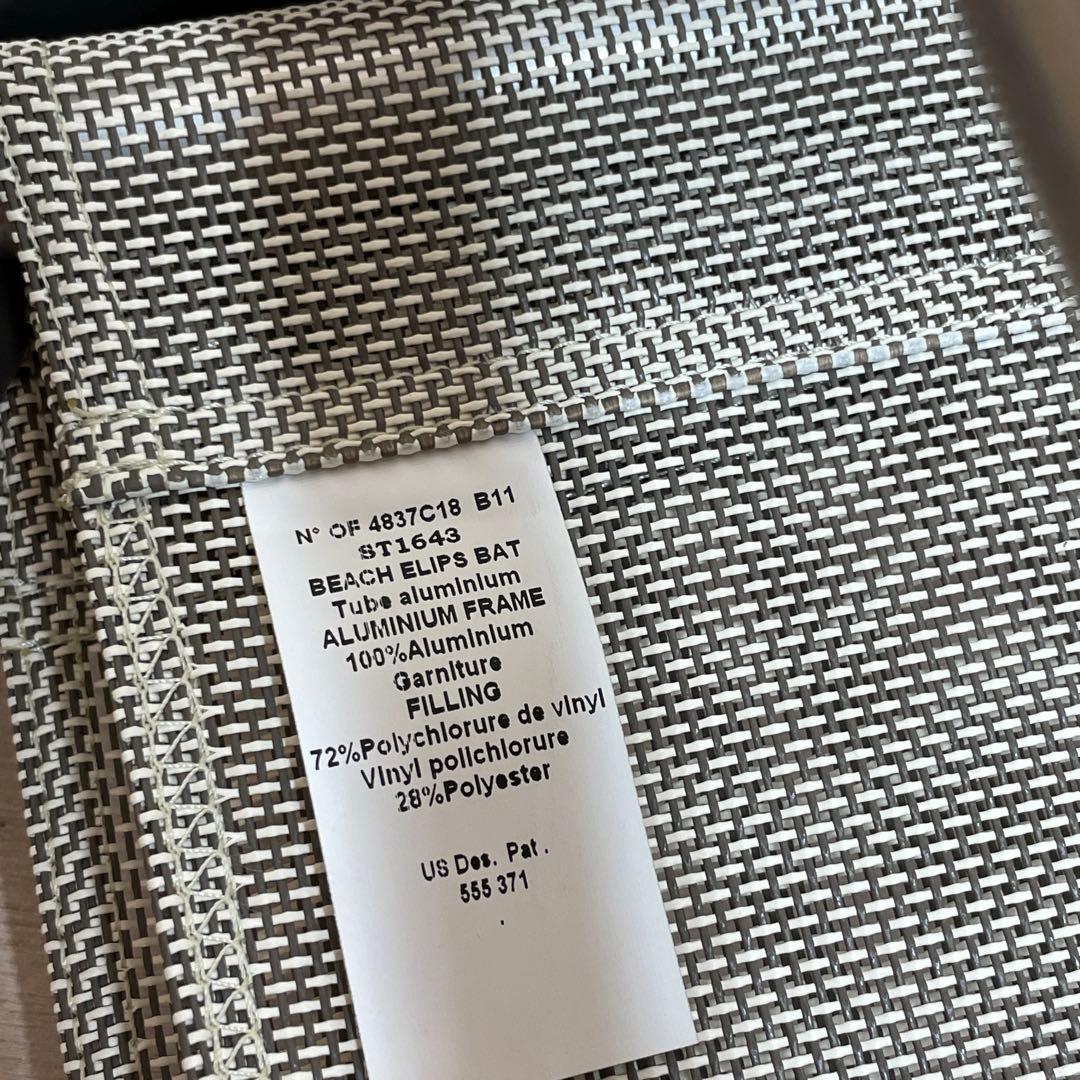 N° OF 4837C18 B11
ST1643
BEACH ELIPS BAT
Tube aluminium
ALUMINIUM FRAME
100%Aluminium
Garniture
FILLING
72%Polychlorure de vinyl
Vinyl polichlorure
28%Polyester
US Des. Pat.
555 371